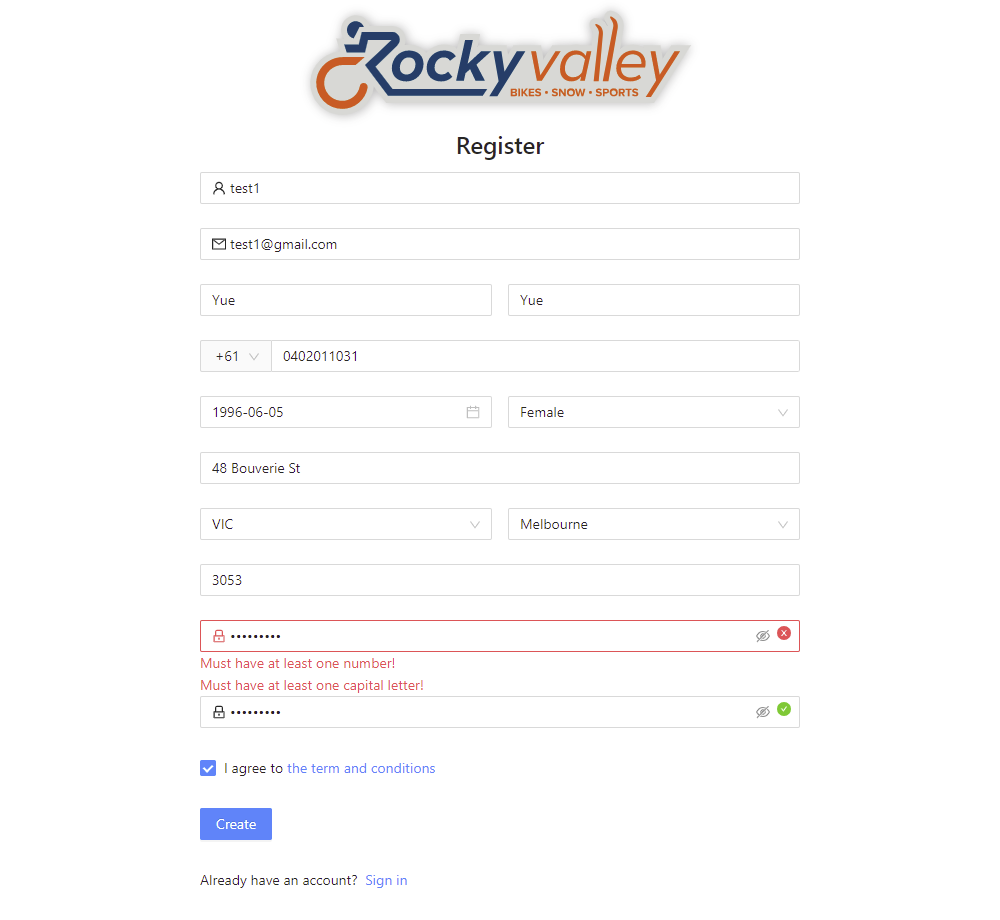 Rockyvalley
BIKES • SNOW • SPORTS
Register
test1
test1@gmail.com
Yue Yue
+61 0402011031
1996-06-05 Female
48 Bouverie St
VIC Melbourne
3053
•••••••••
Must have at least one number!
Must have at least one capital letter!
•••••••••
I agree to the term and conditions
Create
Already have an account? Sign in